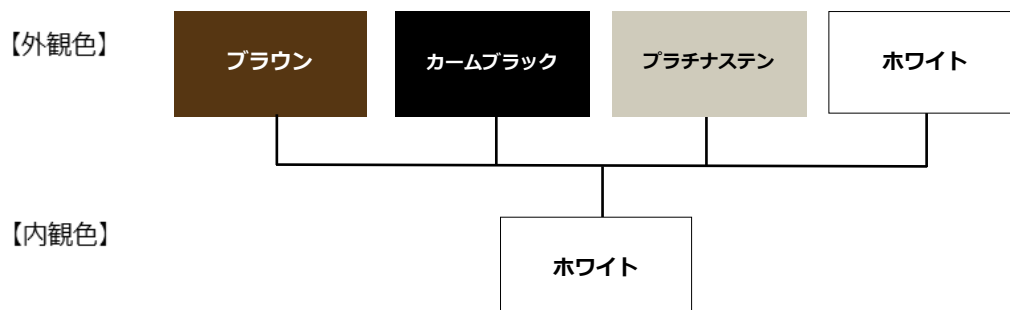 【外観色】
ブラウン
カームブラック
プラチナステン
ホワイト
【内観色】
ホワイト